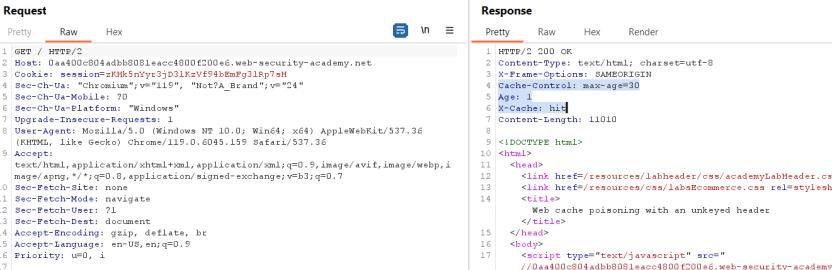 Request
Pretty Raw Hex
\n
1 GET / HTTP/2
2 Host: 0aa400c804adbb8081eacc4800f200e6.web-security-academy.net
3 Cookie: session=zKHk5nYyr3jD3lKzVf94bEmFg3lRp7sH
4 Sec-Ch-Ua: "Chromium";v="119", "Not?A_Brand";v="24"
5 Sec-Ch-Ua-Mobile: ?0
6 Sec-Ch-Ua-Platform: "Windows"
7 Upgrade-Insecure-Requests: 1
8 User-Agent: Mozilla/5.0 (Windows NT 10.0; Win64; x64) AppleWebKit/537.36
(KHTML, like Gecko) Chrome/119.0.6045.159 Safari/537.36
9 Accept:
text/html,application/xhtml+xml,application/xml;q=0.9,image/avif,image/webp,i
mage/apng,*/*;q=0.8,application/signed-exchange;v=b3;q=0.7
0 Sec-Fetch-Site: none
1 Sec-Fetch-Mode: navigate
2 Sec-Fetch-User: ?1
3 Sec-Fetch-Dest: document
4 Accept-Encoding: gzip, deflate, br
5 Accept-Language: en-US,en;q=0.9
6 Priority: u=0, i
Response
Pretty Raw Hex Render
1 HTTP/2 200 OK
2 Content-Type: text/html; charset=utf-8
3 X-Frame-Options: SAMEORIGIN
4 Cache-Control: max-age=30
5 Age: 1
6 X-Cache: hit
7 Content-Length: 11010
8
9 <!DOCTYPE html>
10 <html>
11 <head>
12 <link href=/resources/labheader/css/academyLabHeader.cs
13 <link href=/resources/css/labsEcommerce.css rel=stylesh
14 <title>
Web cache poisoning with an unkeyed header
</title>
15 </head>
16 <body>
17 <script type="text/javascript" src="
//0aa400c804adbb8081eacc4800f200e6.web-security-academy